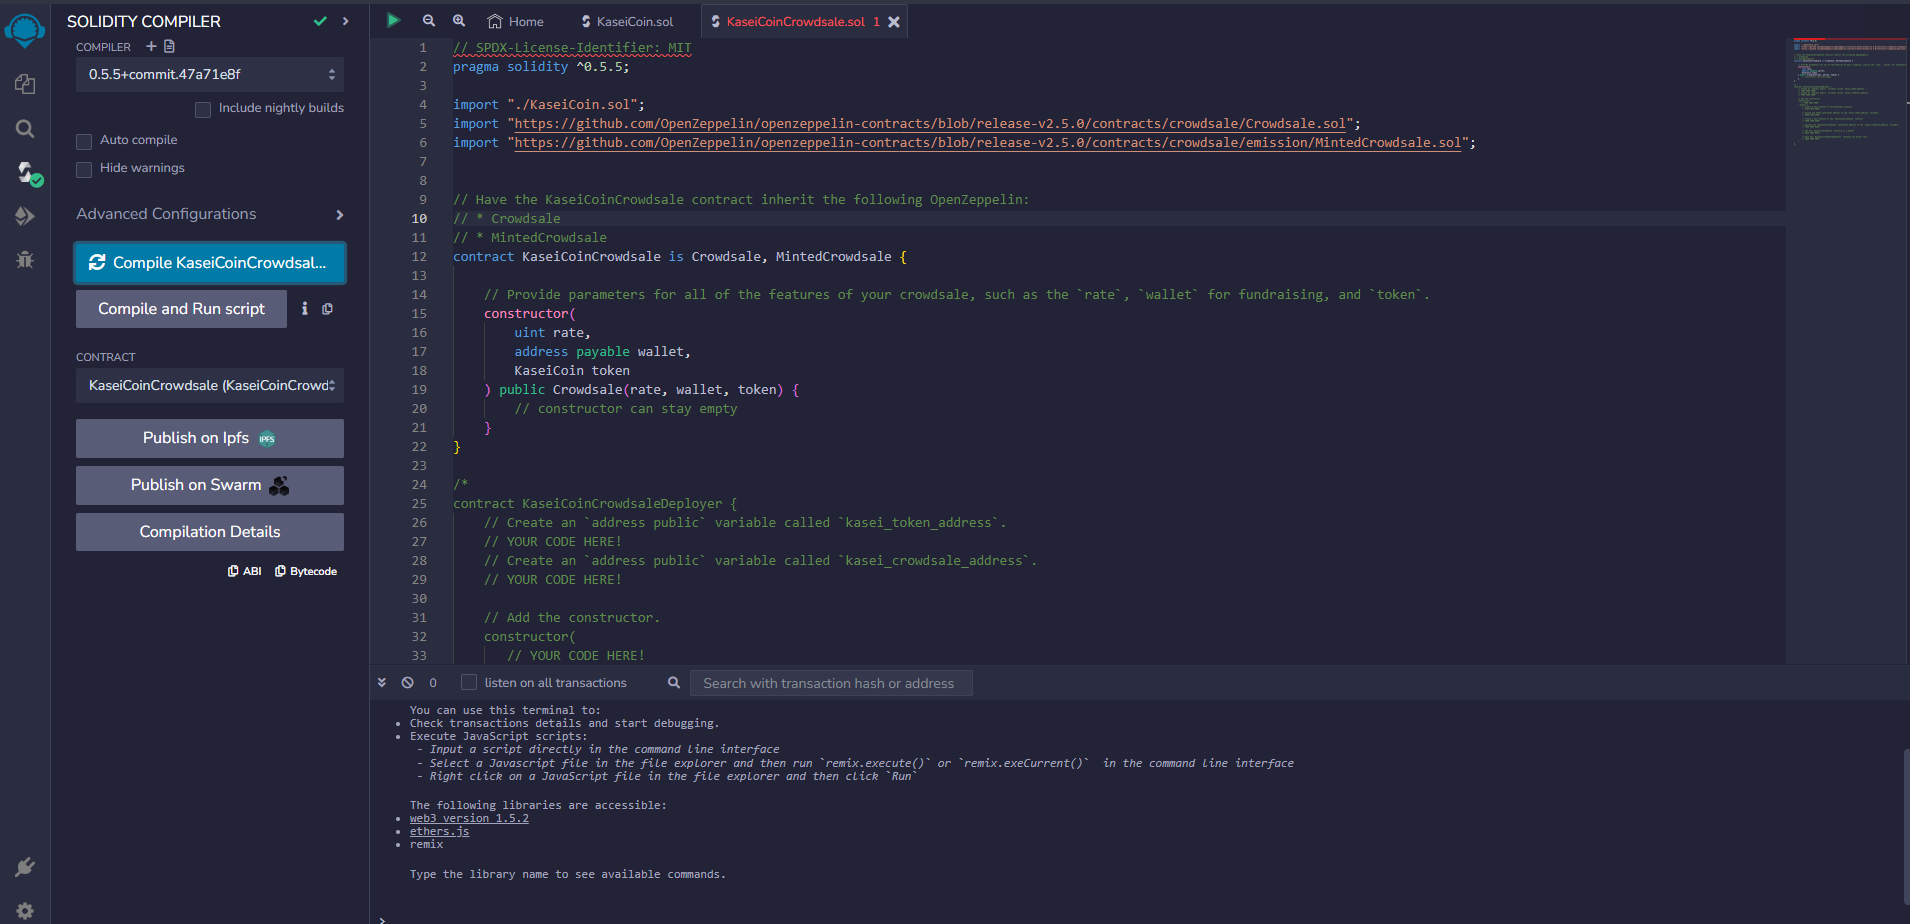 SOLIDITY COMPILER
COMPILER
0.5.5+commit.47a71e8f
Include nightly builds
Auto compile
Hide warnings
Advanced Configurations
Compile KaseiCoinCrowdsal...
Compile and Run script
CONTRACT
KaseiCoinCrowdsale (KaseiCoinCrowd
Publish on Ipfs IPFS
Publish on Swarm
Compilation Details
ABI Bytecode
Home KaseiCoin.sol KaseiCoinCrowdsale.sol 1
1 // SPDX-License-Identifier: MIT
2 pragma solidity ^0.5.5;
3
4 import "./KaseiCoin.sol";
5 import "https://github.com/OpenZeppelin/openzeppelin-contracts/blob/release-v2.5.0/contracts/crowdsale/Crowdsale.sol";
6 import "https://github.com/OpenZeppelin/openzeppelin-contracts/blob/release-v2.5.0/contracts/crowdsale/emission/MintedCrowdsale.sol";
7
8
9 // Have the KaseiCoinCrowdsale contract inherit the following OpenZeppelin:
10 // * Crowdsale
11 // * MintedCrowdsale
12 contract KaseiCoinCrowdsale is Crowdsale, MintedCrowdsale {
13
14 // Provide parameters for all of the features of your crowdsale, such as the `rate`, `wallet` for fundraising, and `token`.
15 constructor(
16 uint rate,
17 address payable wallet,
18 KaseiCoin token
19 ) public Crowdsale(rate, wallet, token) {
20 // constructor can stay empty
21 }
22 }
23
24 /*
25 contract KaseiCoinCrowdsaleDeployer {
26 // Create an `address public` variable called `kasei_token_address`.
27 // YOUR CODE HERE!
28 // Create an `address public` variable called `kasei_crowdsale_address`.
29 // YOUR CODE HERE!
30
31 // Add the constructor.
32 constructor(
33 // YOUR CODE HERE!
0 listen on all transactions Search with transaction hash or address
You can use this terminal to:
• Check transactions details and start debugging.
• Execute JavaScript scripts:
- Input a script directly in the command line interface
- Select a Javascript file in the file explorer and then run `remix.execute()` or `remix.exeCurrent()` in the command line interface
- Right click on a JavaScript file in the file explorer and then click `Run`
The following libraries are accessible:
• web3 version 1.5.2
• ethers.js
• remix
Type the library name to see available commands.
>